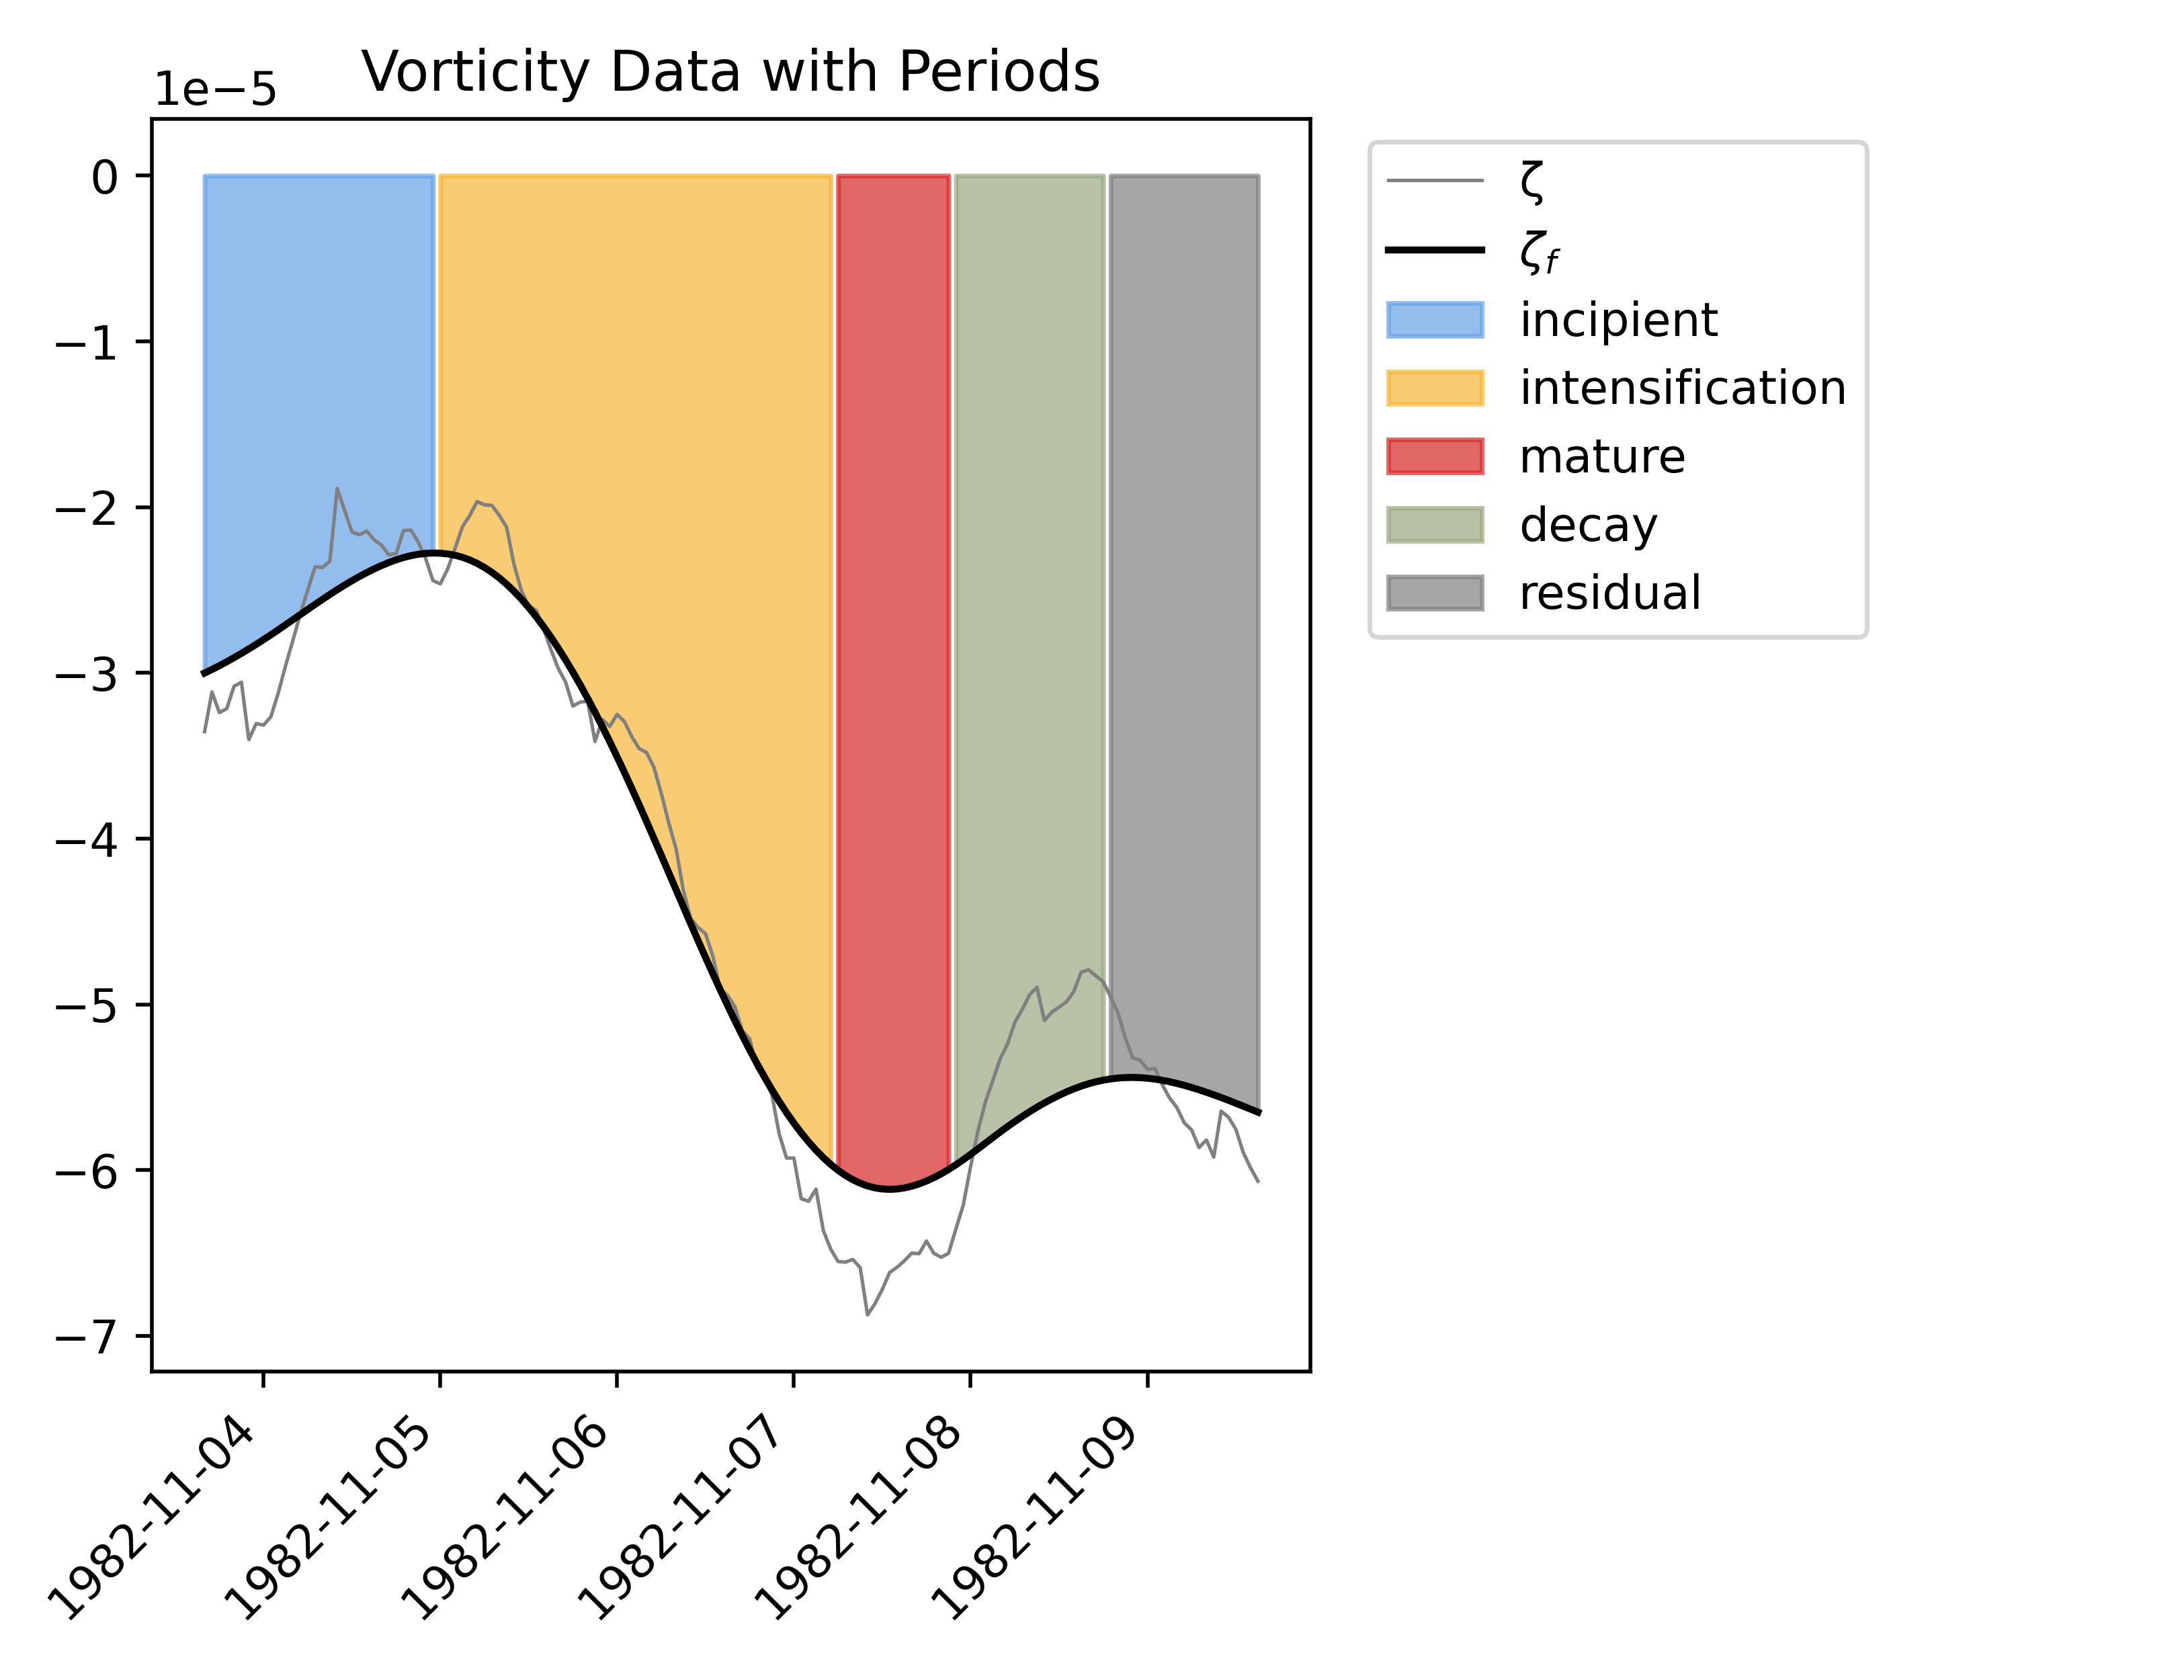 Vorticity Data with Periods
1e−5
0
−1
−2
−3
−4
−5
−6
−7
1982-11-04
1982-11-05
1982-11-06
1982-11-07
1982-11-08
1982-11-09
ζ
ζf
incipient
intensification
mature
decay
residual